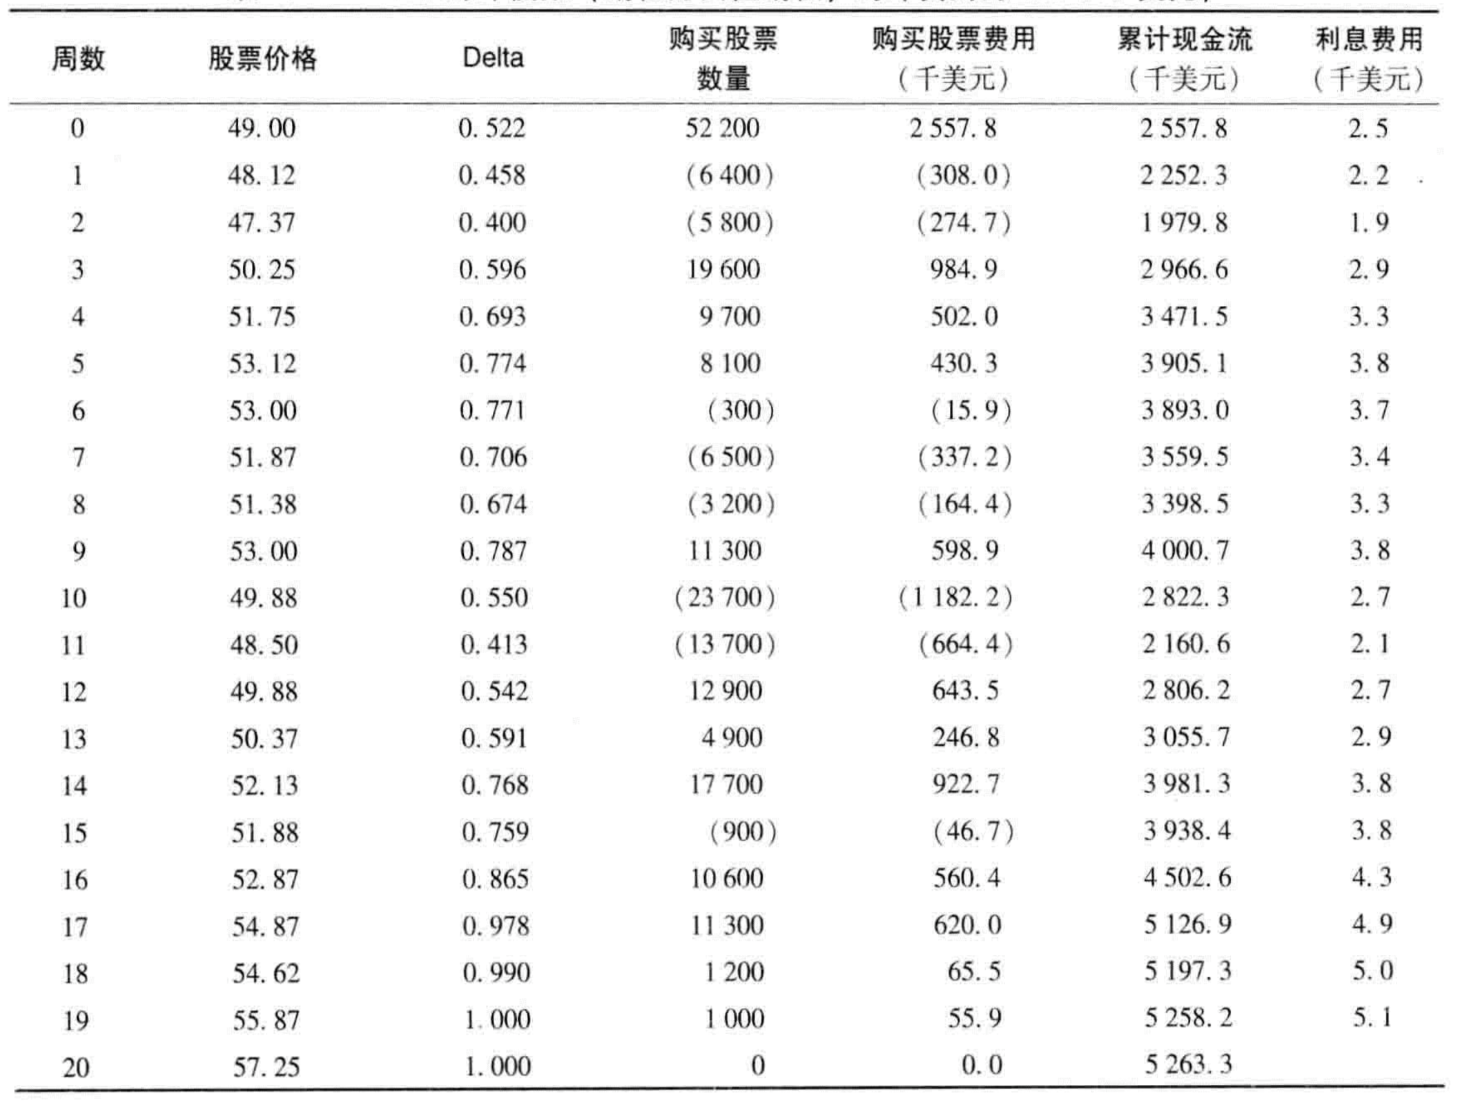 周数 股票价格 Delta 购买股票数量 购买股票费用（千美元） 累计现金流（千美元） 利息费用（千美元）
0 49.00 0.522 52 200 2 557.8 2 557.8 2.5
1 48.12 0.458 (6 400) (308.0) 2 252.3 2.2
2 47.37 0.400 (5 800) (274.7) 1 979.8 1.9
3 50.25 0.596 19 600 984.9 2 966.6 2.9
4 51.75 0.693 9 700 502.0 3 471.5 3.3
5 53.12 0.774 8 100 430.3 3 905.1 3.8
6 53.00 0.771 (300) (15.9) 3 893.0 3.7
7 51.87 0.706 (6 500) (337.2) 3 559.5 3.4
8 51.38 0.674 (3 200) (164.4) 3 398.5 3.3
9 53.00 0.787 11 300 598.9 4 000.7 3.8
10 49.88 0.550 (23 700) (1 182.2) 2 822.3 2.7
11 48.50 0.413 (13 700) (664.4) 2 160.6 2.1
12 49.88 0.542 12 900 643.5 2 806.2 2.7
13 50.37 0.591 4 900 246.8 3 055.7 2.9
14 52.13 0.768 17 700 922.7 3 981.3 3.8
15 51.88 0.759 (900) (46.7) 3 938.4 3.8
16 52.87 0.865 10 600 560.4 4 502.6 4.3
17 54.87 0.978 11 300 620.0 5 126.9 4.9
18 54.62 0.990 1 200 65.5 5 197.3 5.0
19 55.87 1.000 1 000 55.9 5 258.2 5.1
20 57.25 1.000 0 0.0 5 263.3